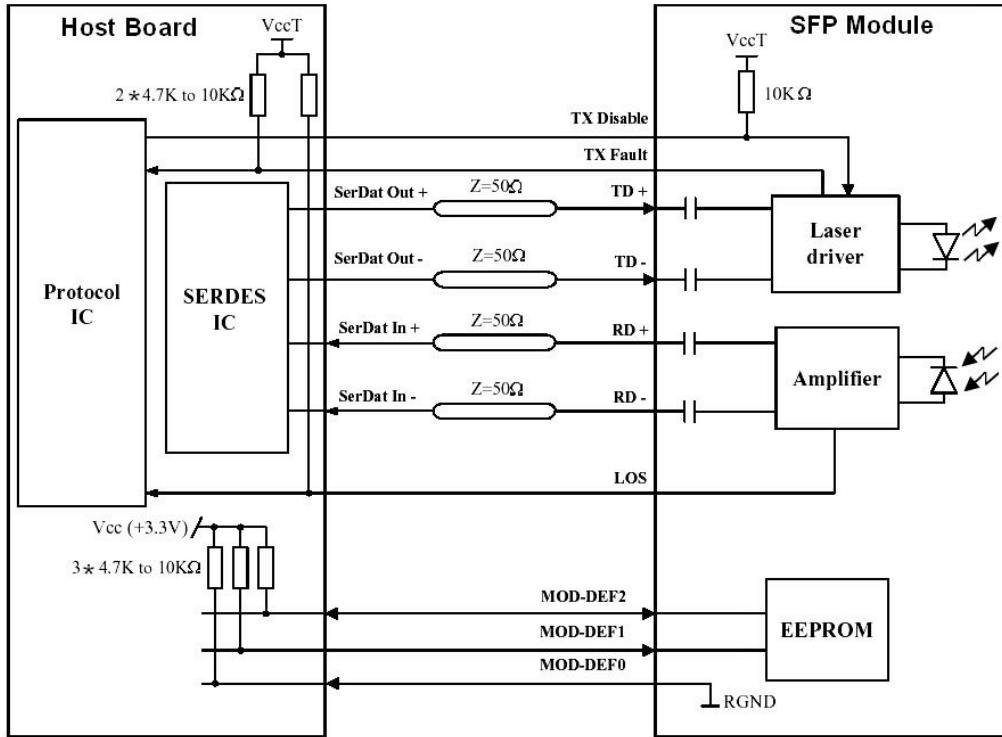 Host Board
SFP Module
VccT
VccT
2*4.7K to 10KΩ
10KΩ
TX Disable
TX Fault
SerDat Out +
Z=50Ω
TD +
SerDat Out -
Z=50Ω
TD -
Laser
driver
Protocol
IC
SERDES
IC
SerDat In +
Z=50Ω
RD +
SerDat In -
Z=50Ω
RD -
Amplifier
LOS
Vcc (+3.3V)
3*4.7K to 10KΩ
MOD-DEF2
MOD-DEF1
MOD-DEF0
EEPROM
RGND